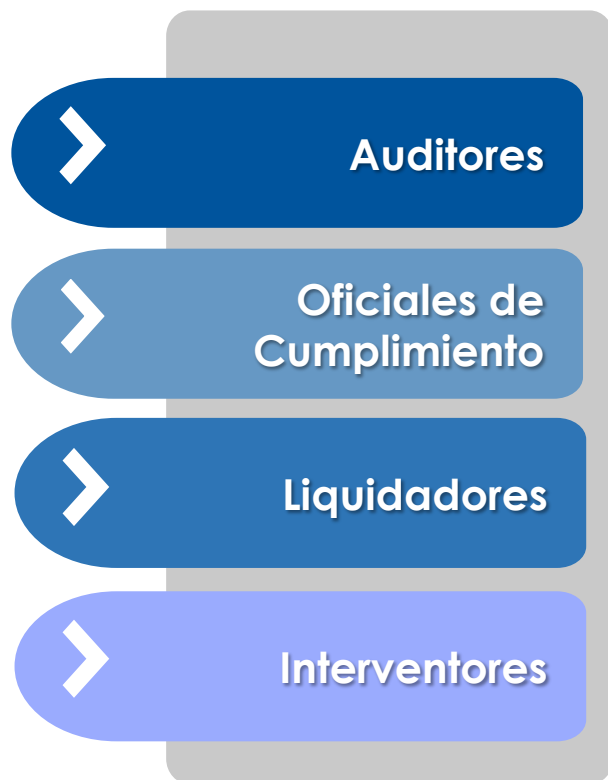 Auditores
Oficiales de
Cumplimiento
Liquidadores
Interventores